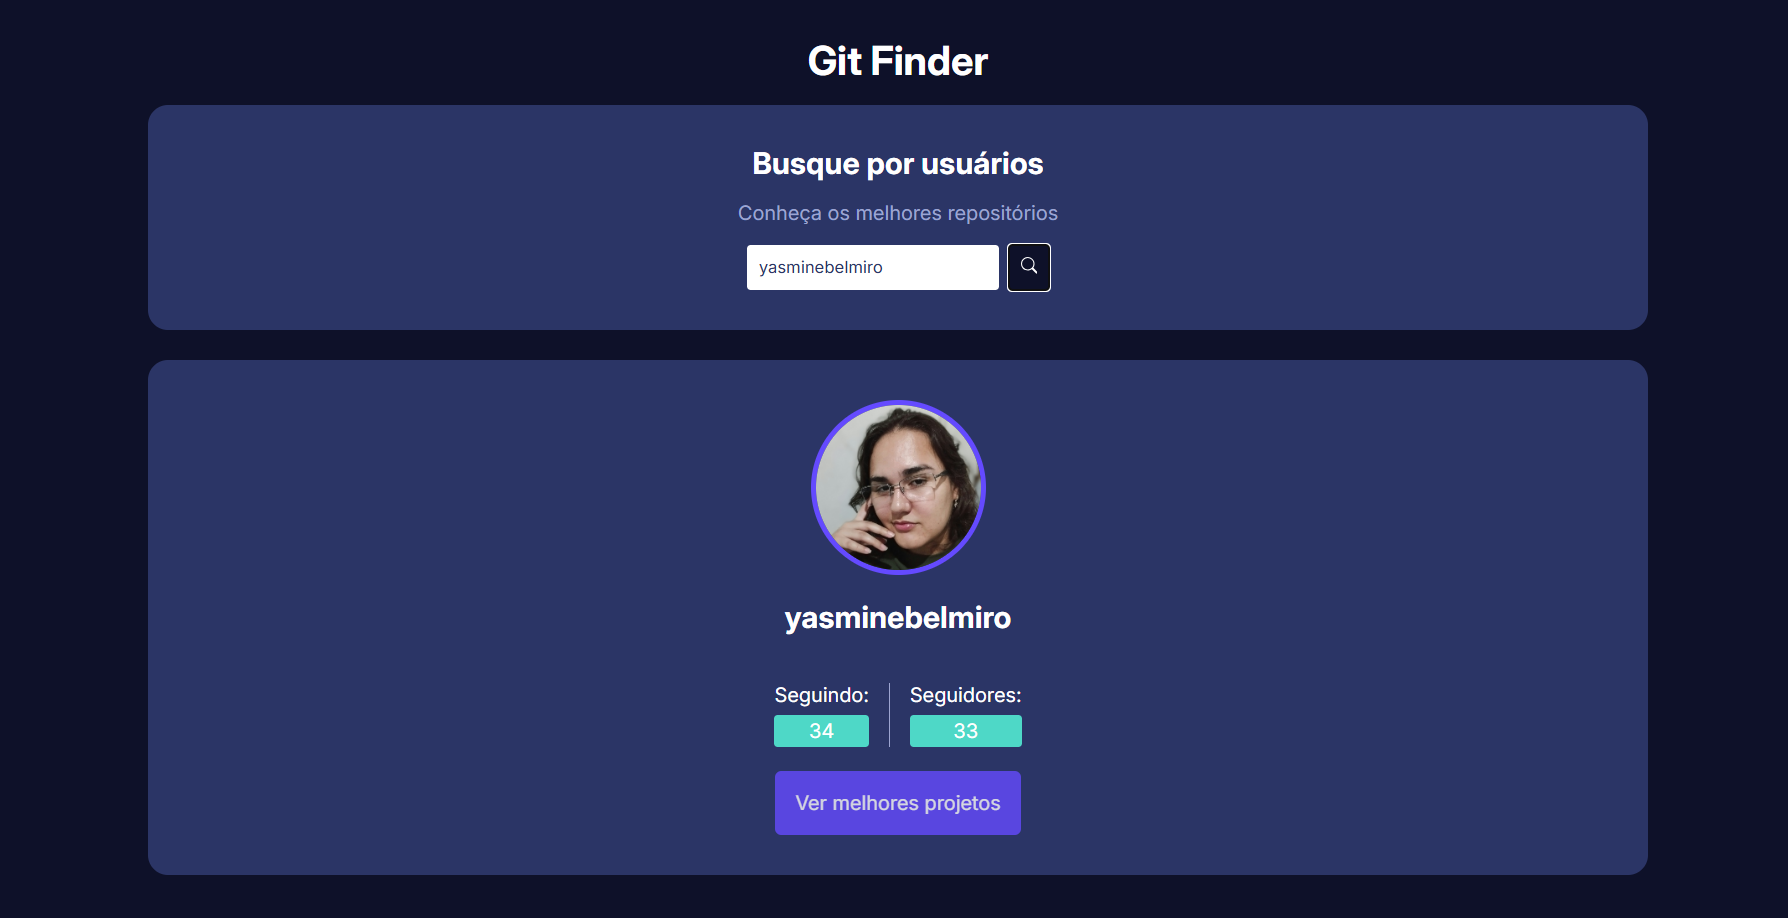 Git Finder
Busque por usuários
Conheça os melhores repositórios
yasminebelmiro
yasminebelmiro
Seguindo:
34
Seguidores:
33
Ver melhores projetos